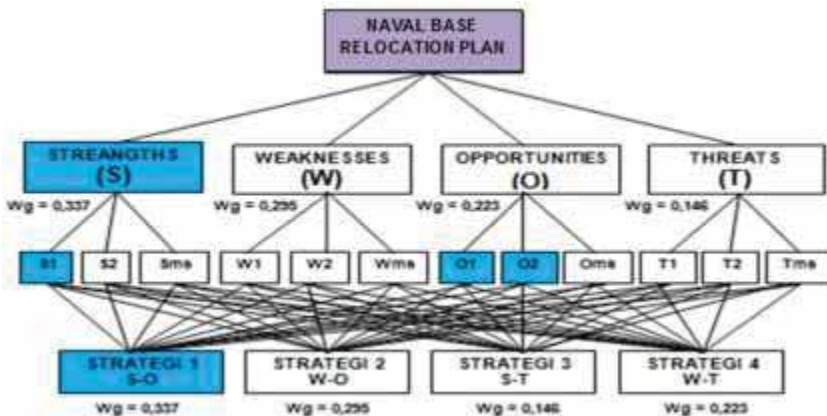 NAVAL BASE
RELOCATION PLAN
STREANGTHS
(S)
WEAKNESSES
(W)
OPPORTUNITIES
(O)
THREATS
(T)
Wg = 0,337
Wg = 0,295
Wg = 0,223
Wg = 0,146
S1
S2
Sms
W1
W2
Wms
O1
O2
Oms
T1
T2
Tms
STRATEGI 1
S-O
STRATEGI 2
W-O
STRATEGI 3
S-T
STRATEGI 4
W-T
Wg = 0,337
Wg = 0,295
Wg = 0,146
Wg = 0,223